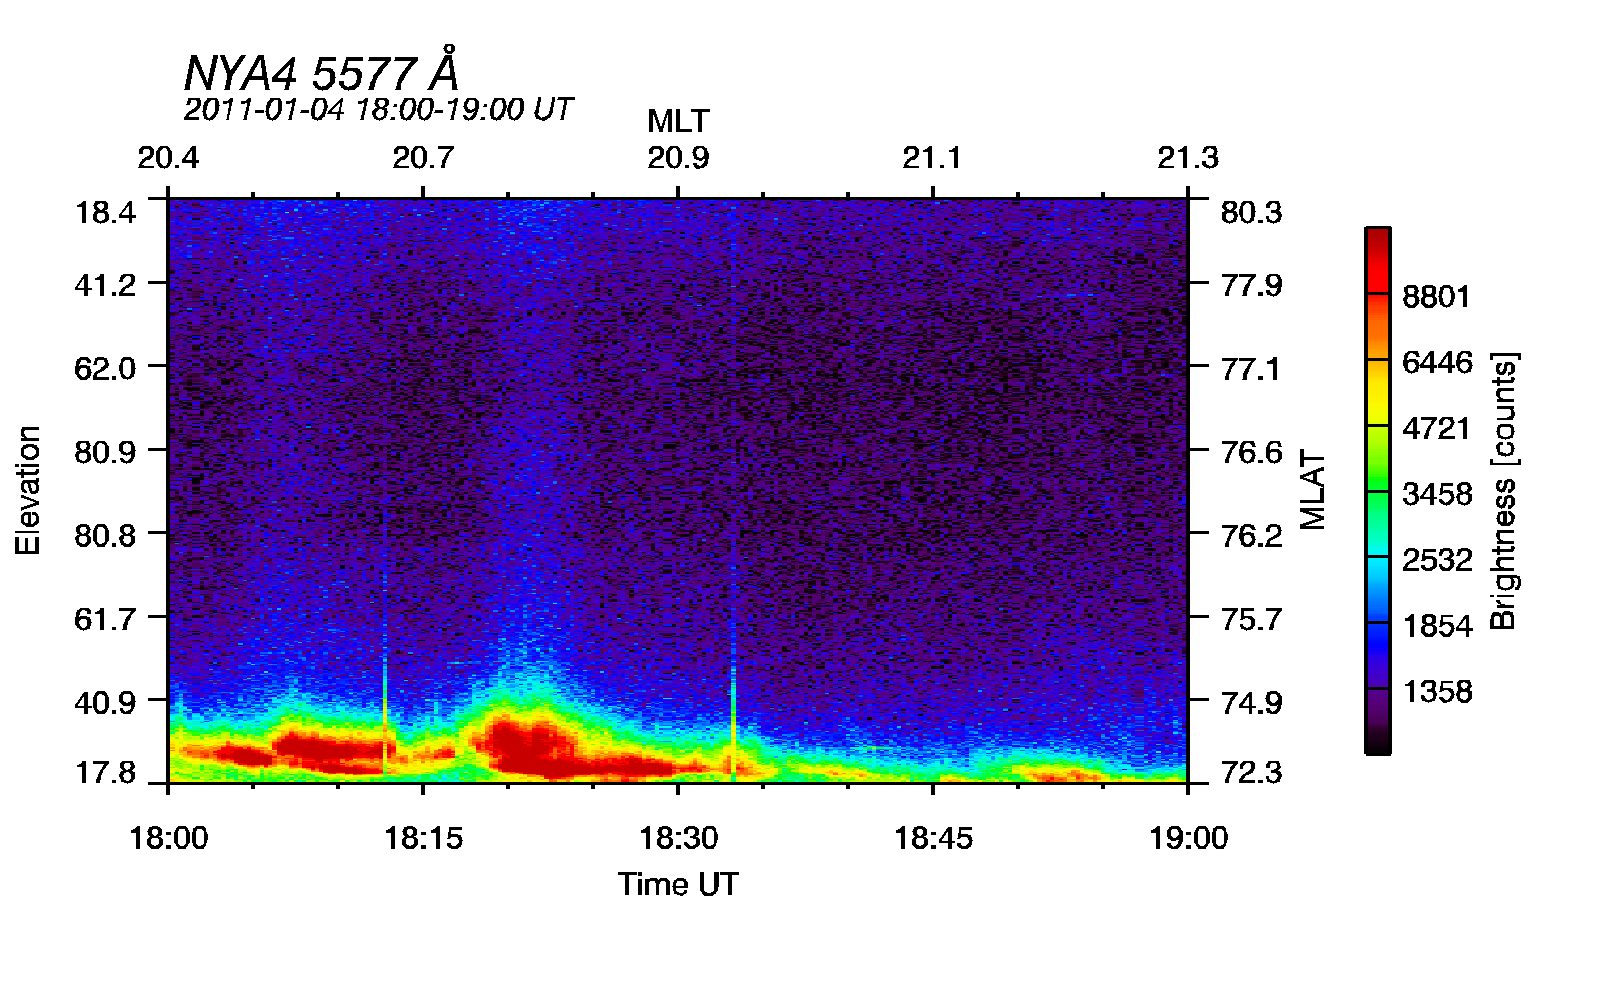 NYA4 5577 Å
2011-01-04 18:00-19:00 UT
MLT
20.4 20.7 20.9 21.1 21.3
18.4
41.2
62.0
80.9
80.8
61.7
40.9
17.8
Elevation
80.3
77.9
77.1
76.6
76.2
75.7
74.9
72.3
MLAT
8801
6446
4721
3458
2532
1854
1358
Brightness [counts]
18:00 18:15 18:30 18:45 19:00
Time UT